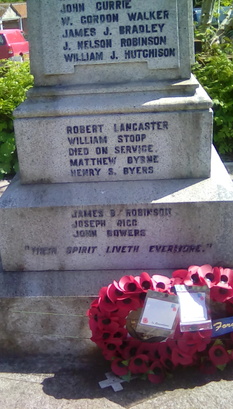 JOHN CURRIE
W. GORDON WALKER
JAMES J. BRADLEY
J. NELSON ROBINSON
WILLIAM J. HUTCHISON
ROBERT LANCASTER
WILLIAM STOOP
DIED ON SERVICE.
MATTHEW BYRNE
HENRY S. BYERS
JAMES B. ROBINSON
JOSEPH RIGG
JOHN BOWERS
"THEIR SPIRIT LIVETH EVERMORE."